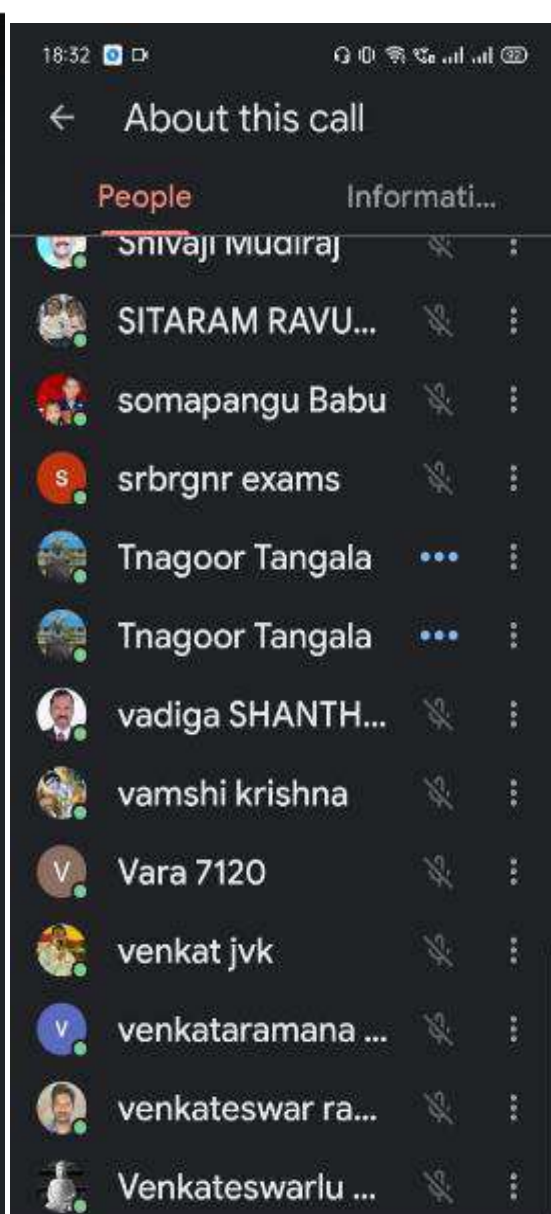 18:32 32
← About this call
People Informati...
Shivaji Mudiraj
SITARAM RAVU...
somapangu Babu
S srbrgnr exams
Tnagoor Tangala
Tnagoor Tangala
vadiga SHANTH...
vamshi krishna
V Vara 7120
venkat jvk
V venkataramana ...
venkateswar ra...
Venkateswarlu ...